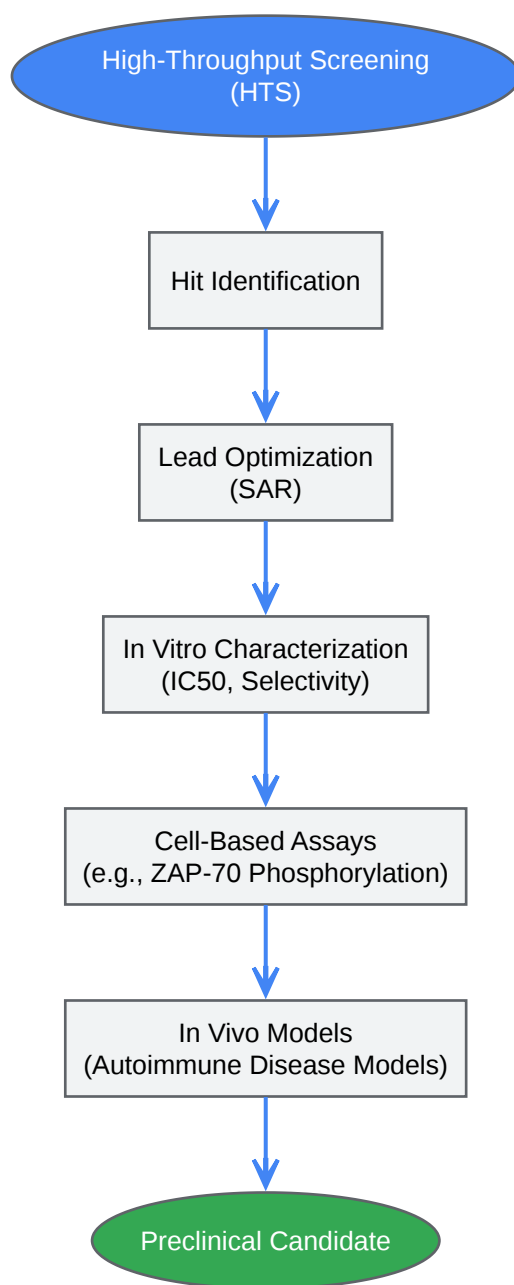 High-Throughput Screening
(HTS)
Hit Identification
Lead Optimization
(SAR)
In Vitro Characterization
(IC50, Selectivity)
Cell-Based Assays
(e.g., ZAP-70 Phosphorylation)
In Vivo Models
(Autoimmune Disease Models)
Preclinical Candidate